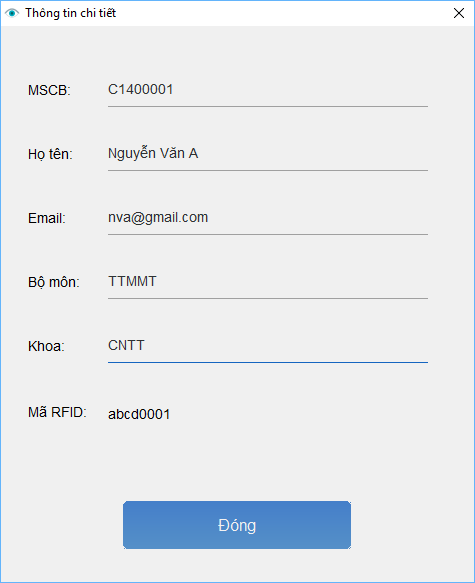 Thông tin chi tiết
MSCB: C1400001
Họ tên: Nguyễn Văn A
Email: nva@gmail.com
Bộ môn: TTMMT
Khoa: CNTT
Mã RFID: abcd0001
Đóng